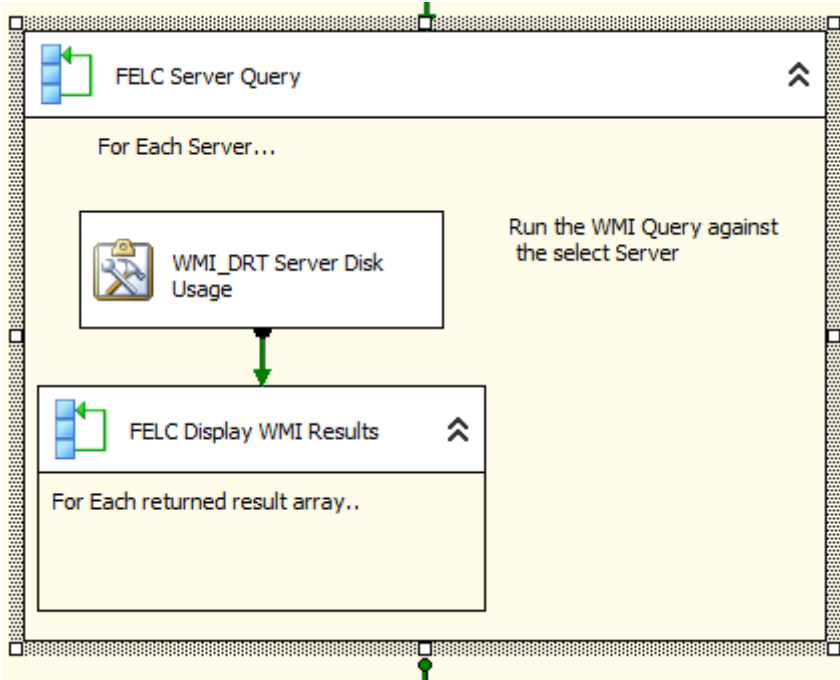 FELC Server Query
For Each Server...
Run the WMI Query against
the select Server
WMI_DRT Server Disk
Usage
FELC Display WMI Results
For Each returned result array..